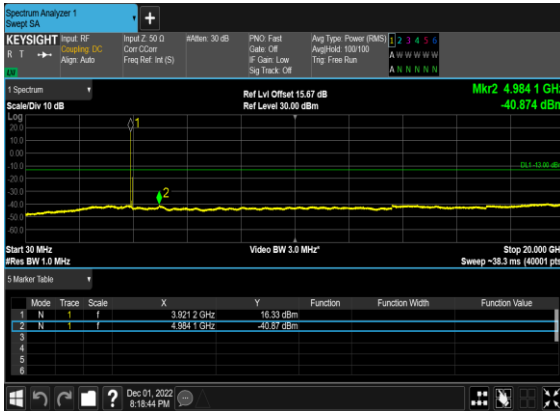 Spectrum Analyzer 1
Swept SA
+
KEYSIGHT Input: RF Input Z: 50 Ω #Atten: 30 dB PNO: Fast Avg Type: Power (RMS) 1 2 3 4 5 6
R T Coupling: DC Corr CCorr Gate: Off Avg|Hold: 100/100 A W W W W W
Align: Auto Freq Ref: Int (S) IF Gain: Low Trig: Free Run
Sig Track: Off A N N N N N
1 Spectrum
Scale/Div 10 dB
Ref Lvl Offset 15.67 dB
Ref Level 30.00 dBm
Mkr2 4.984 1 GHz
-40.874 dBm
Log
20.0
10.0
0.00
-10.0
-20.0
-30.0
-40.0
-50.0
-60.0
1
2
DL1 -13.00 dBm
Start 30 MHz
#Res BW 1.0 MHz
Video BW 3.0 MHz*
Stop 20.000 GH
Sweep ~38.3 ms (40001 pts
5 Marker Table
Mode Trace Scale X Y Function Function Width Function Value
1 N 1 f 3.921 2 GHz 16.33 dBm
2 N 1 f 4.984 1 GHz -40.87 dBm
3
4
5
6
?
Dec 01, 2022
8:18:44 PM